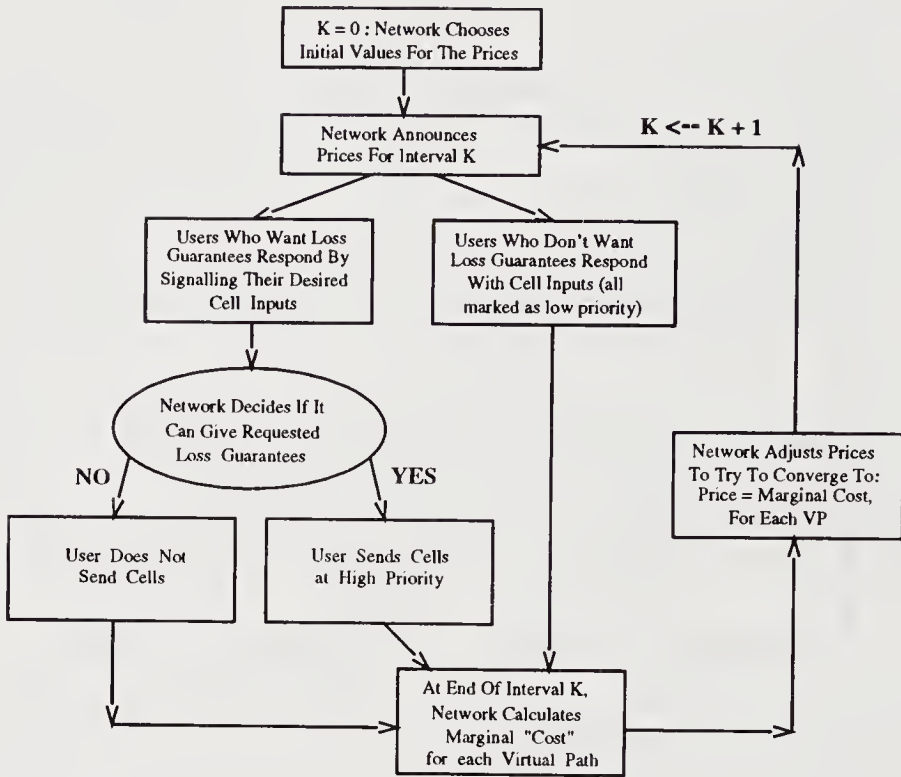 K = 0 : Network Chooses
Initial Values For The Prices
Network Announces
Prices For Interval K
K <-- K + 1
Users Who Want Loss
Guarantees Respond By
Signalling Their Desired
Cell Inputs
Users Who Don't Want
Loss Guarantees Respond
With Cell Inputs (all
marked as low priority)
Network Decides If It
Can Give Requested
Loss Guarantees
NO
YES
Network Adjusts Prices
To Try To Converge To:
Price = Marginal Cost,
For Each VP
User Does Not
Send Cells
User Sends Cells
at High Priority
At End Of Interval K,
Network Calculates
Marginal "Cost"
for each Virtual Path